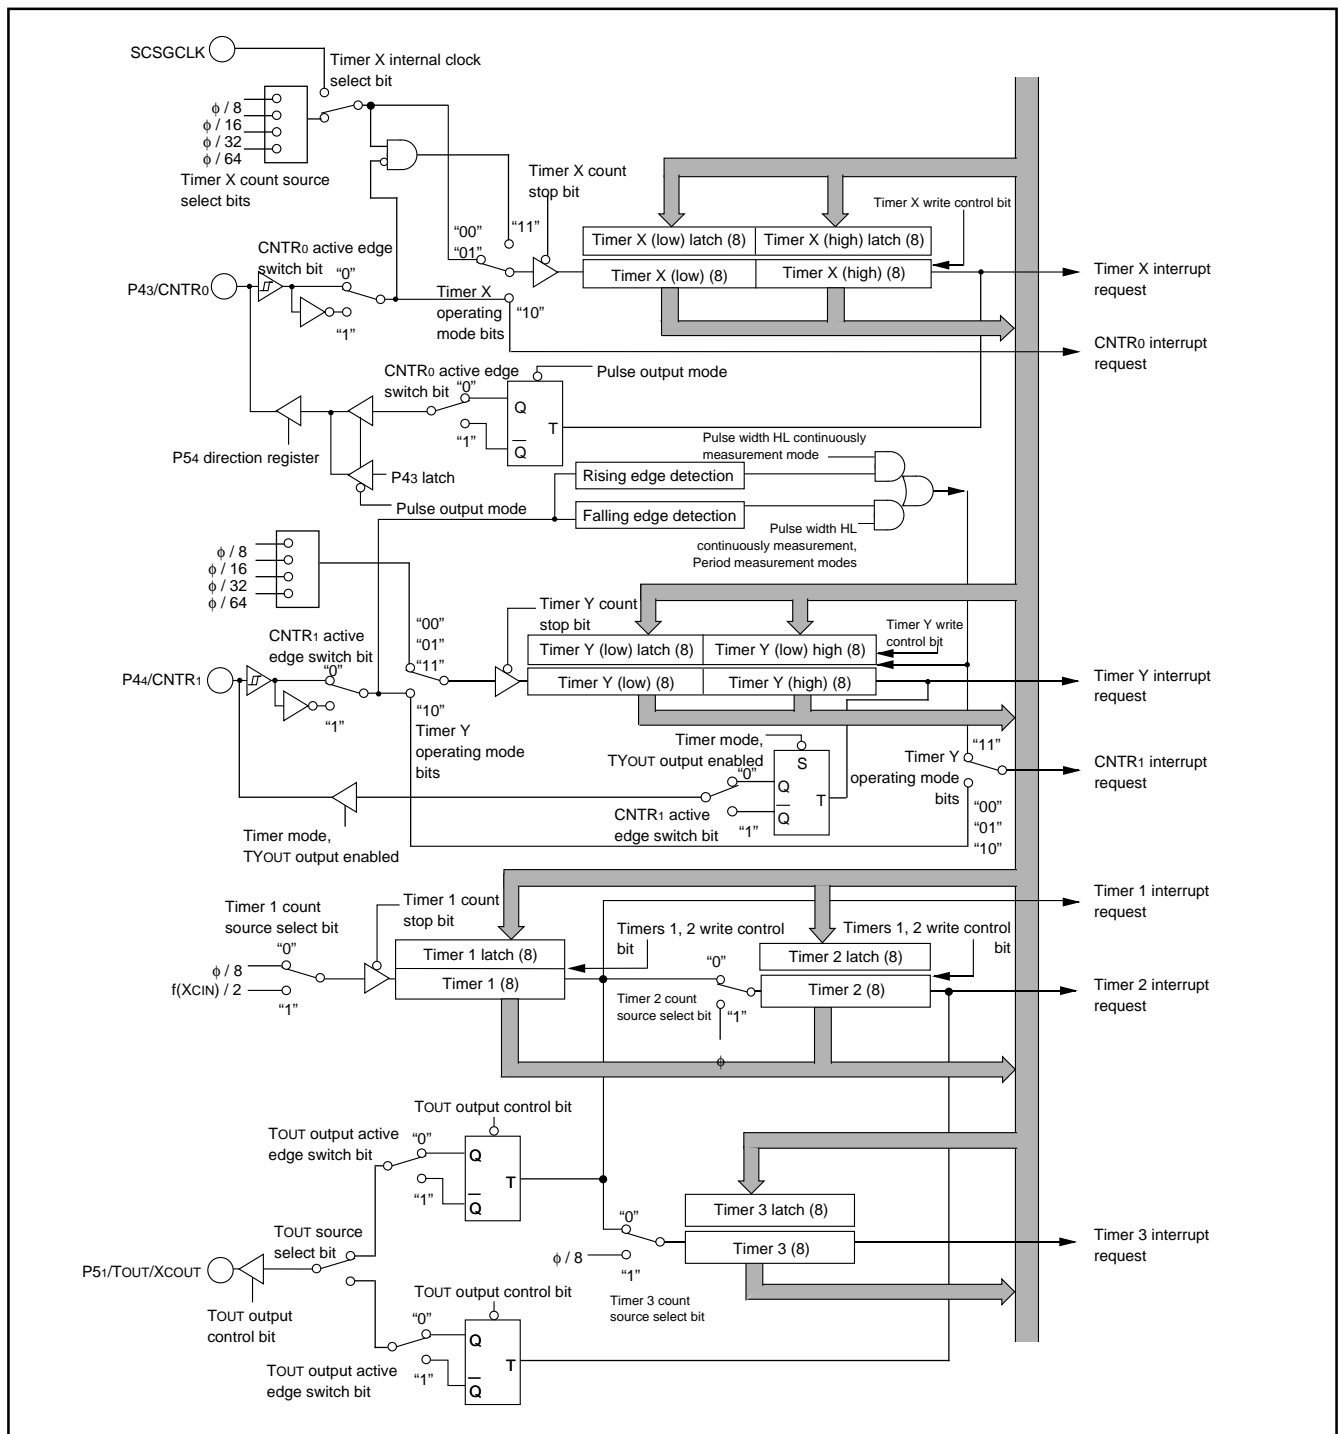 SCSGCLK
Timer X internal clock
select bit
ϕ / 8
ϕ / 16
ϕ / 32
ϕ / 64
Timer X count source
select bits
Timer X count
stop bit
Timer X write control bit
“00”
“01”
“11”
Timer X (low) latch (8)
Timer X (high) latch (8)
Timer X (low) (8)
Timer X (high) (8)
Timer X interrupt
request
CNTR0 active edge
switch bit
“0”
P43/CNTR0
“1”
Timer X
operating
mode bits
“10”
CNTR0 interrupt
request
CNTR0 active edge
switch bit
“0”
Pulse output mode
Q
T
Q
“1”
P54 direction register
P43 latch
Pulse output mode
Pulse width HL continuously
measurement mode
Rising edge detection
Falling edge detection
Pulse width HL
continuously measurement,
Period measurement modes
ϕ / 8
ϕ / 16
ϕ / 32
ϕ / 64
Timer Y count
stop bit
“00”
“01”
“11”
Timer Y write
control bit
Timer Y (low) latch (8)
Timer Y (low) high (8)
Timer Y (low) (8)
Timer Y (high) (8)
Timer Y interrupt
request
CNTR1 active
edge switch bit
“0”
P44/CNTR1
“1”
“10”
Timer Y
operating mode
bits
Timer mode,
TYOUT output enabled
S
Q
T
Q
“0”
“1”
CNTR1 active
edge switch bit
Timer Y
operating mode
bits
“11”
“00”
“01”
“10”
CNTR1 interrupt
request
Timer mode,
TYOUT output enabled
Timer 1 count
source select bit
“0”
ϕ / 8
f(XCIN) / 2
“1”
Timer 1 count
stop bit
Timer 1 latch (8)
Timer 1 (8)
Timers 1, 2 write control
bit
Timer 1 interrupt
request
“0”
Timer 2 count
source select bit
“1”
ϕ
Timers 1, 2 write control
bit
Timer 2 latch (8)
Timer 2 (8)
Timer 2 interrupt
request
TOUT output control bit
TOUT output active
edge switch bit
“0”
Q
T
Q
“1”
TOUT source
select bit
P51/TOUT/XCOUT
TOUT output
control bit
“0”
ϕ / 8
“1”
Timer 3 count
source select bit
Timer 3 latch (8)
Timer 3 (8)
Timer 3 interrupt
request
TOUT output control bit
“0”
Q
T
Q
“1”
TOUT output active
edge switch bit